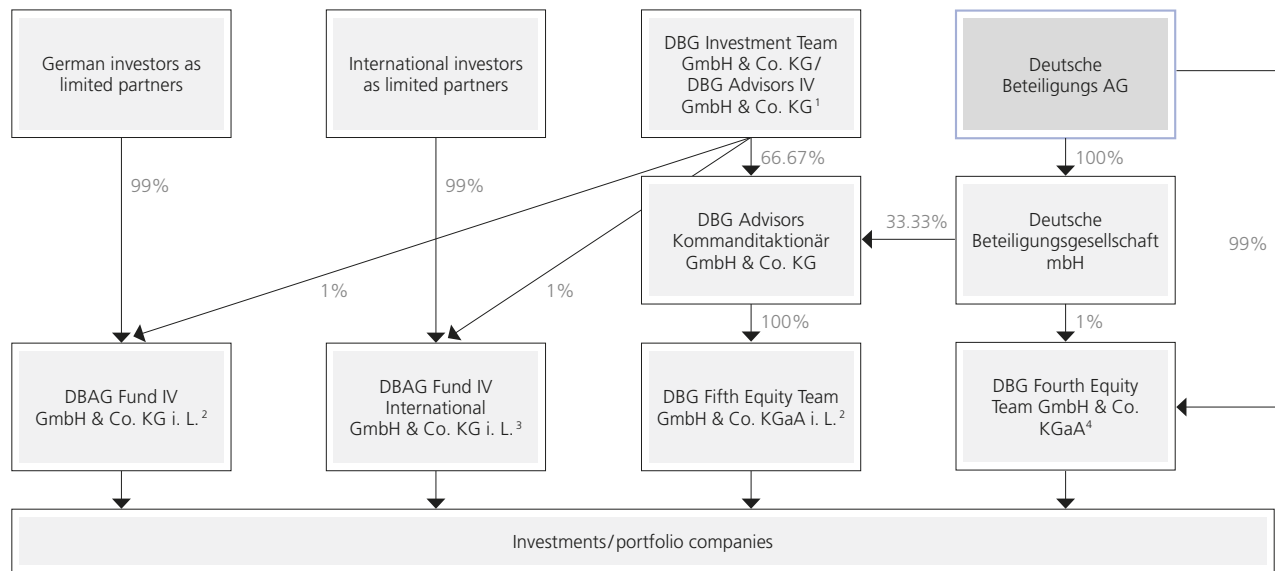 German investors as
limited partners
International investors
as limited partners
DBG Investment Team
GmbH & Co. KG/
DBG Advisors IV
GmbH & Co. KG¹
Deutsche
Beteiligungs AG
99%
99%
66.67%
100%
DBG Advisors
Kommanditaktionär
GmbH & Co. KG
33.33%
Deutsche
Beteiligungsgesellschaft
mbH
99%
1%
1%
100%
1%
DBAG Fund IV
GmbH & Co. KG i. L.²
DBAG Fund IV
International
GmbH & Co. KG i. L.³
DBG Fifth Equity Team
GmbH & Co. KGaA i. L.²
DBG Fourth Equity
Team GmbH & Co.
KGaA⁴
Investments/portfolio companies